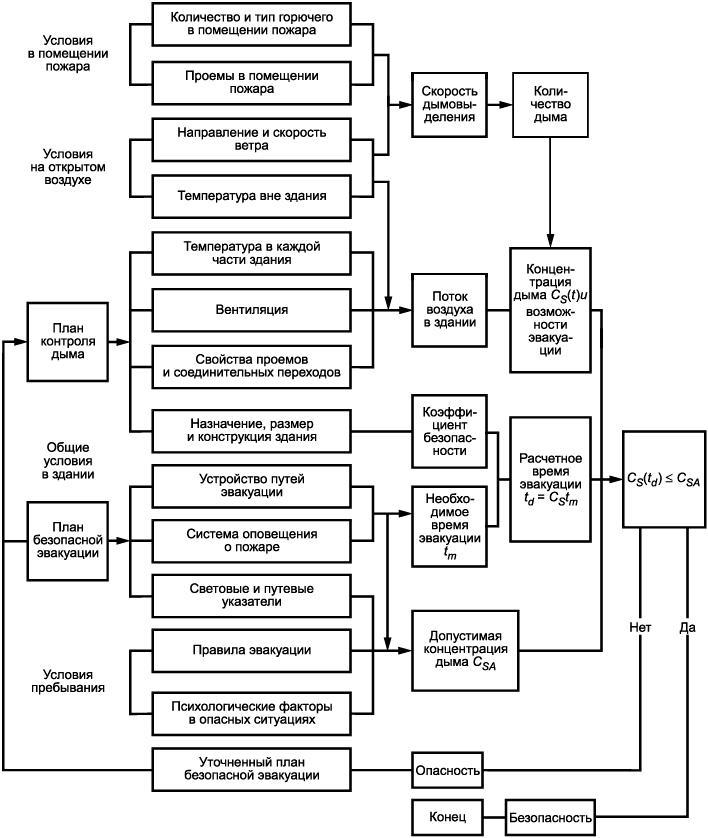 Условия
в помещении
пожара
Количество и тип горючего
в помещении пожара
Проемы в помещении
пожара
Скорость
дымовы-
деления
Коли-
чество
дыма
Условия
на открытом
воздухе
Направление и скорость
ветра
Температура вне здания
Температура в каждой
части здания
Вентиляция
Свойства проемов
и соединительных переходов
План
контроля
дыма
Поток
воздуха
в здании
Концен-
трация
дыма CS(t)u
возмож-
ности
эвакуа-
ции
Назначение, размер
и конструкция здания
Коэффи-
циент
безопас-
ности
Общие
условия
в здании
Устройство путей
эвакуации
План
безопасной
эвакуации
Система оповещения
о пожаре
Световые и путевые
указатели
Необхо-
димое
время
эвакуации
tm
Расчетное
время
эвакуации
td = CStm
CS(td) ≤ CSA
Нет
Да
Условия
пребывания
Правила эвакуации
Психологические факторы
в опасных ситуациях
Допустимая
концентрация
дыма CSA
Уточненный план
безопасной эвакуации
Опасность
Конец
Безопасность